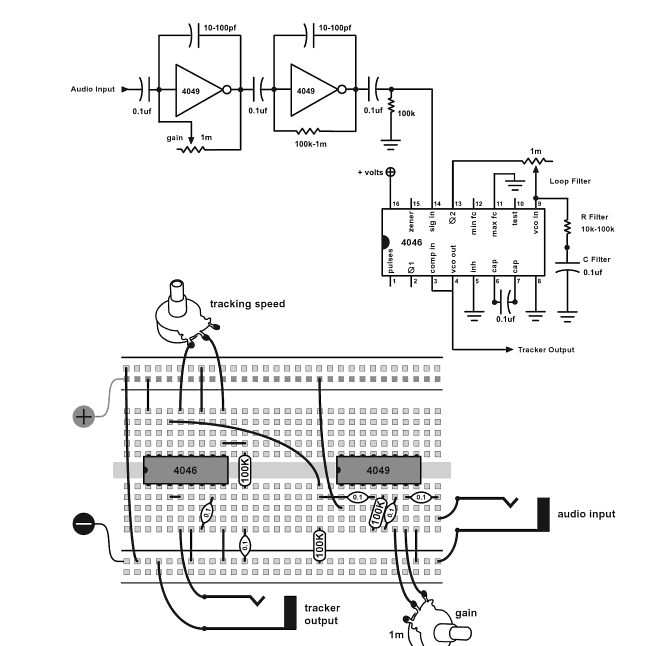 10-100pf
10-100pf
Audio Input
4049
4049
0.1uf
0.1uf
0.1uf
100k
gain
1m
100k-1m
1m
+ volts
Loop Filter
16
15
14
13
12
11
10
9
zener
sig in
Ø 2
min fc
max fc
test
vco in
R Filter
10k-100k
4046
C Filter
0.1uf
pulses
Ø 1
comp in
vco out
inh
cap
cap
1
2
3
4
5
6
7
8
0.1uf
Tracker Output
tracking speed
+
4046
100K
4049
0.1
0.1
0.1
100K
0.1
audio input
−
0.1
100K
tracker
output
gain
1m